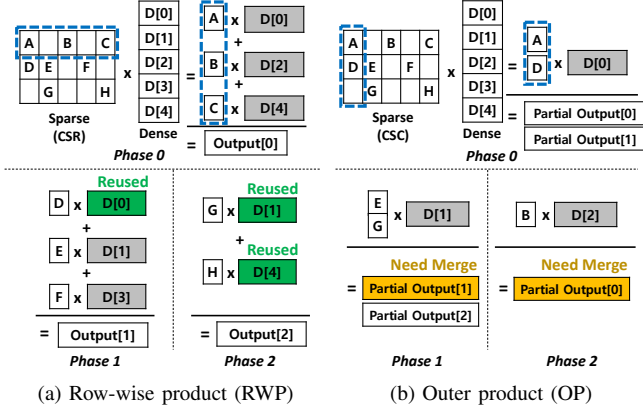 A B C
D E F
G H
Sparse
(CSR)
x
D[0]
D[1]
D[2]
D[3]
D[4]
Dense
=
A x D[0]
+
B x D[2]
+
C x D[4]
= Output[0]
Phase 0
Reused
D x D[0]
+
E x D[1]
+
F x D[3]
= Output[1]
Phase 1
Reused
G x D[1]
+
Reused
H x D[4]
= Output[2]
Phase 2
(a) Row-wise product (RWP)
A B C
D E F
G H
Sparse
(CSC)
x
D[0]
D[1]
D[2]
D[3]
D[4]
Dense
=
A
D
x D[0]
= Partial Output[0]
Partial Output[1]
Phase 0
E
G
x D[1]
Need Merge
= Partial Output[1]
Partial Output[2]
Phase 1
B x D[2]
Need Merge
= Partial Output[0]
Phase 2
(b) Outer product (OP)